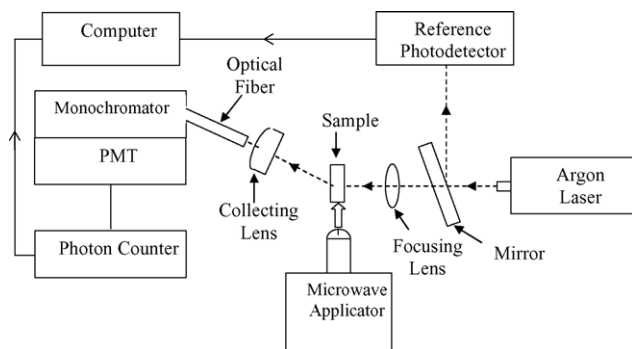 Computer
Reference
Photodetector
Optical
Fiber
Monochromator
Sample
PMT
Argon
Laser
Collecting
Lens
Focusing
Lens
Mirror
Photon Counter
Microwave
Applicator